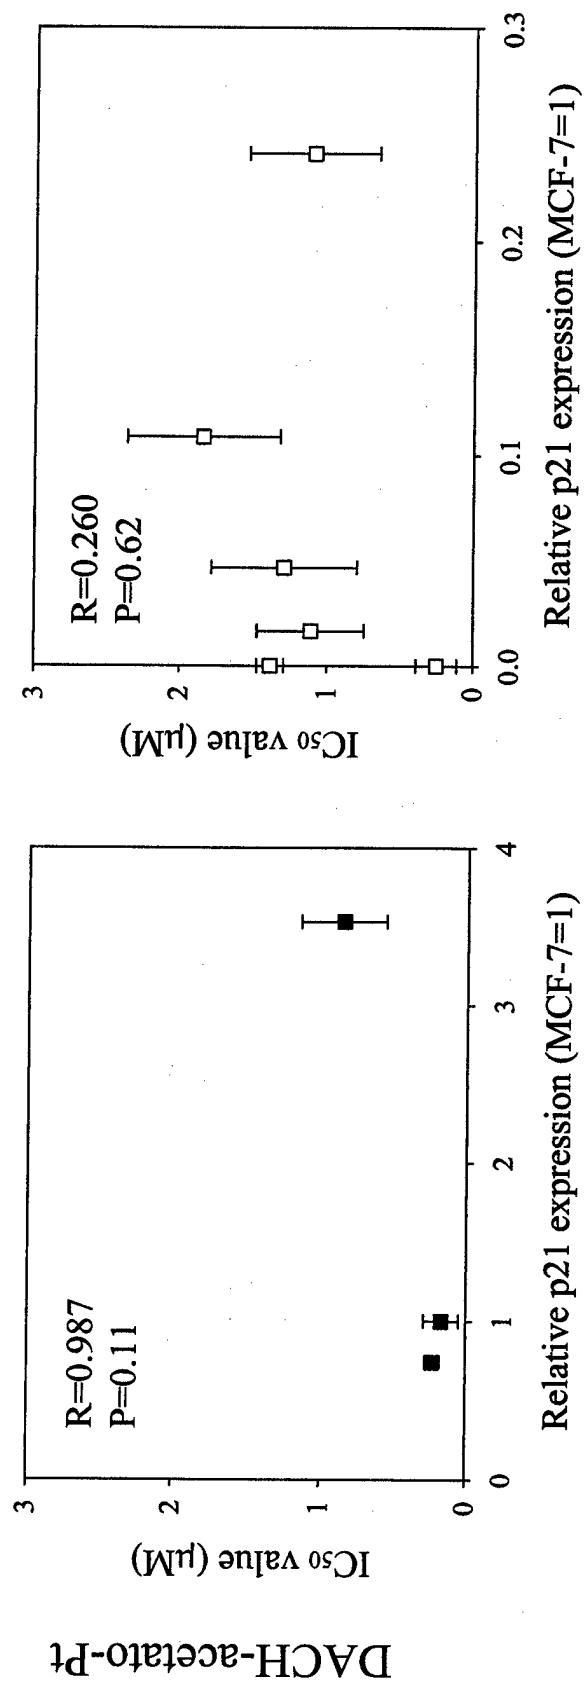 DACH-acetato-Pt
IC50 value (µM)
3
2
1
0
R=0.987
P=0.11
0 1 2 3 4
Relative p21 expression (MCF-7=1)
IC50 value (µM)
3
2
1
0
R=0.260
P=0.62
0.0 0.1 0.2 0.3
Relative p21 expression (MCF-7=1)